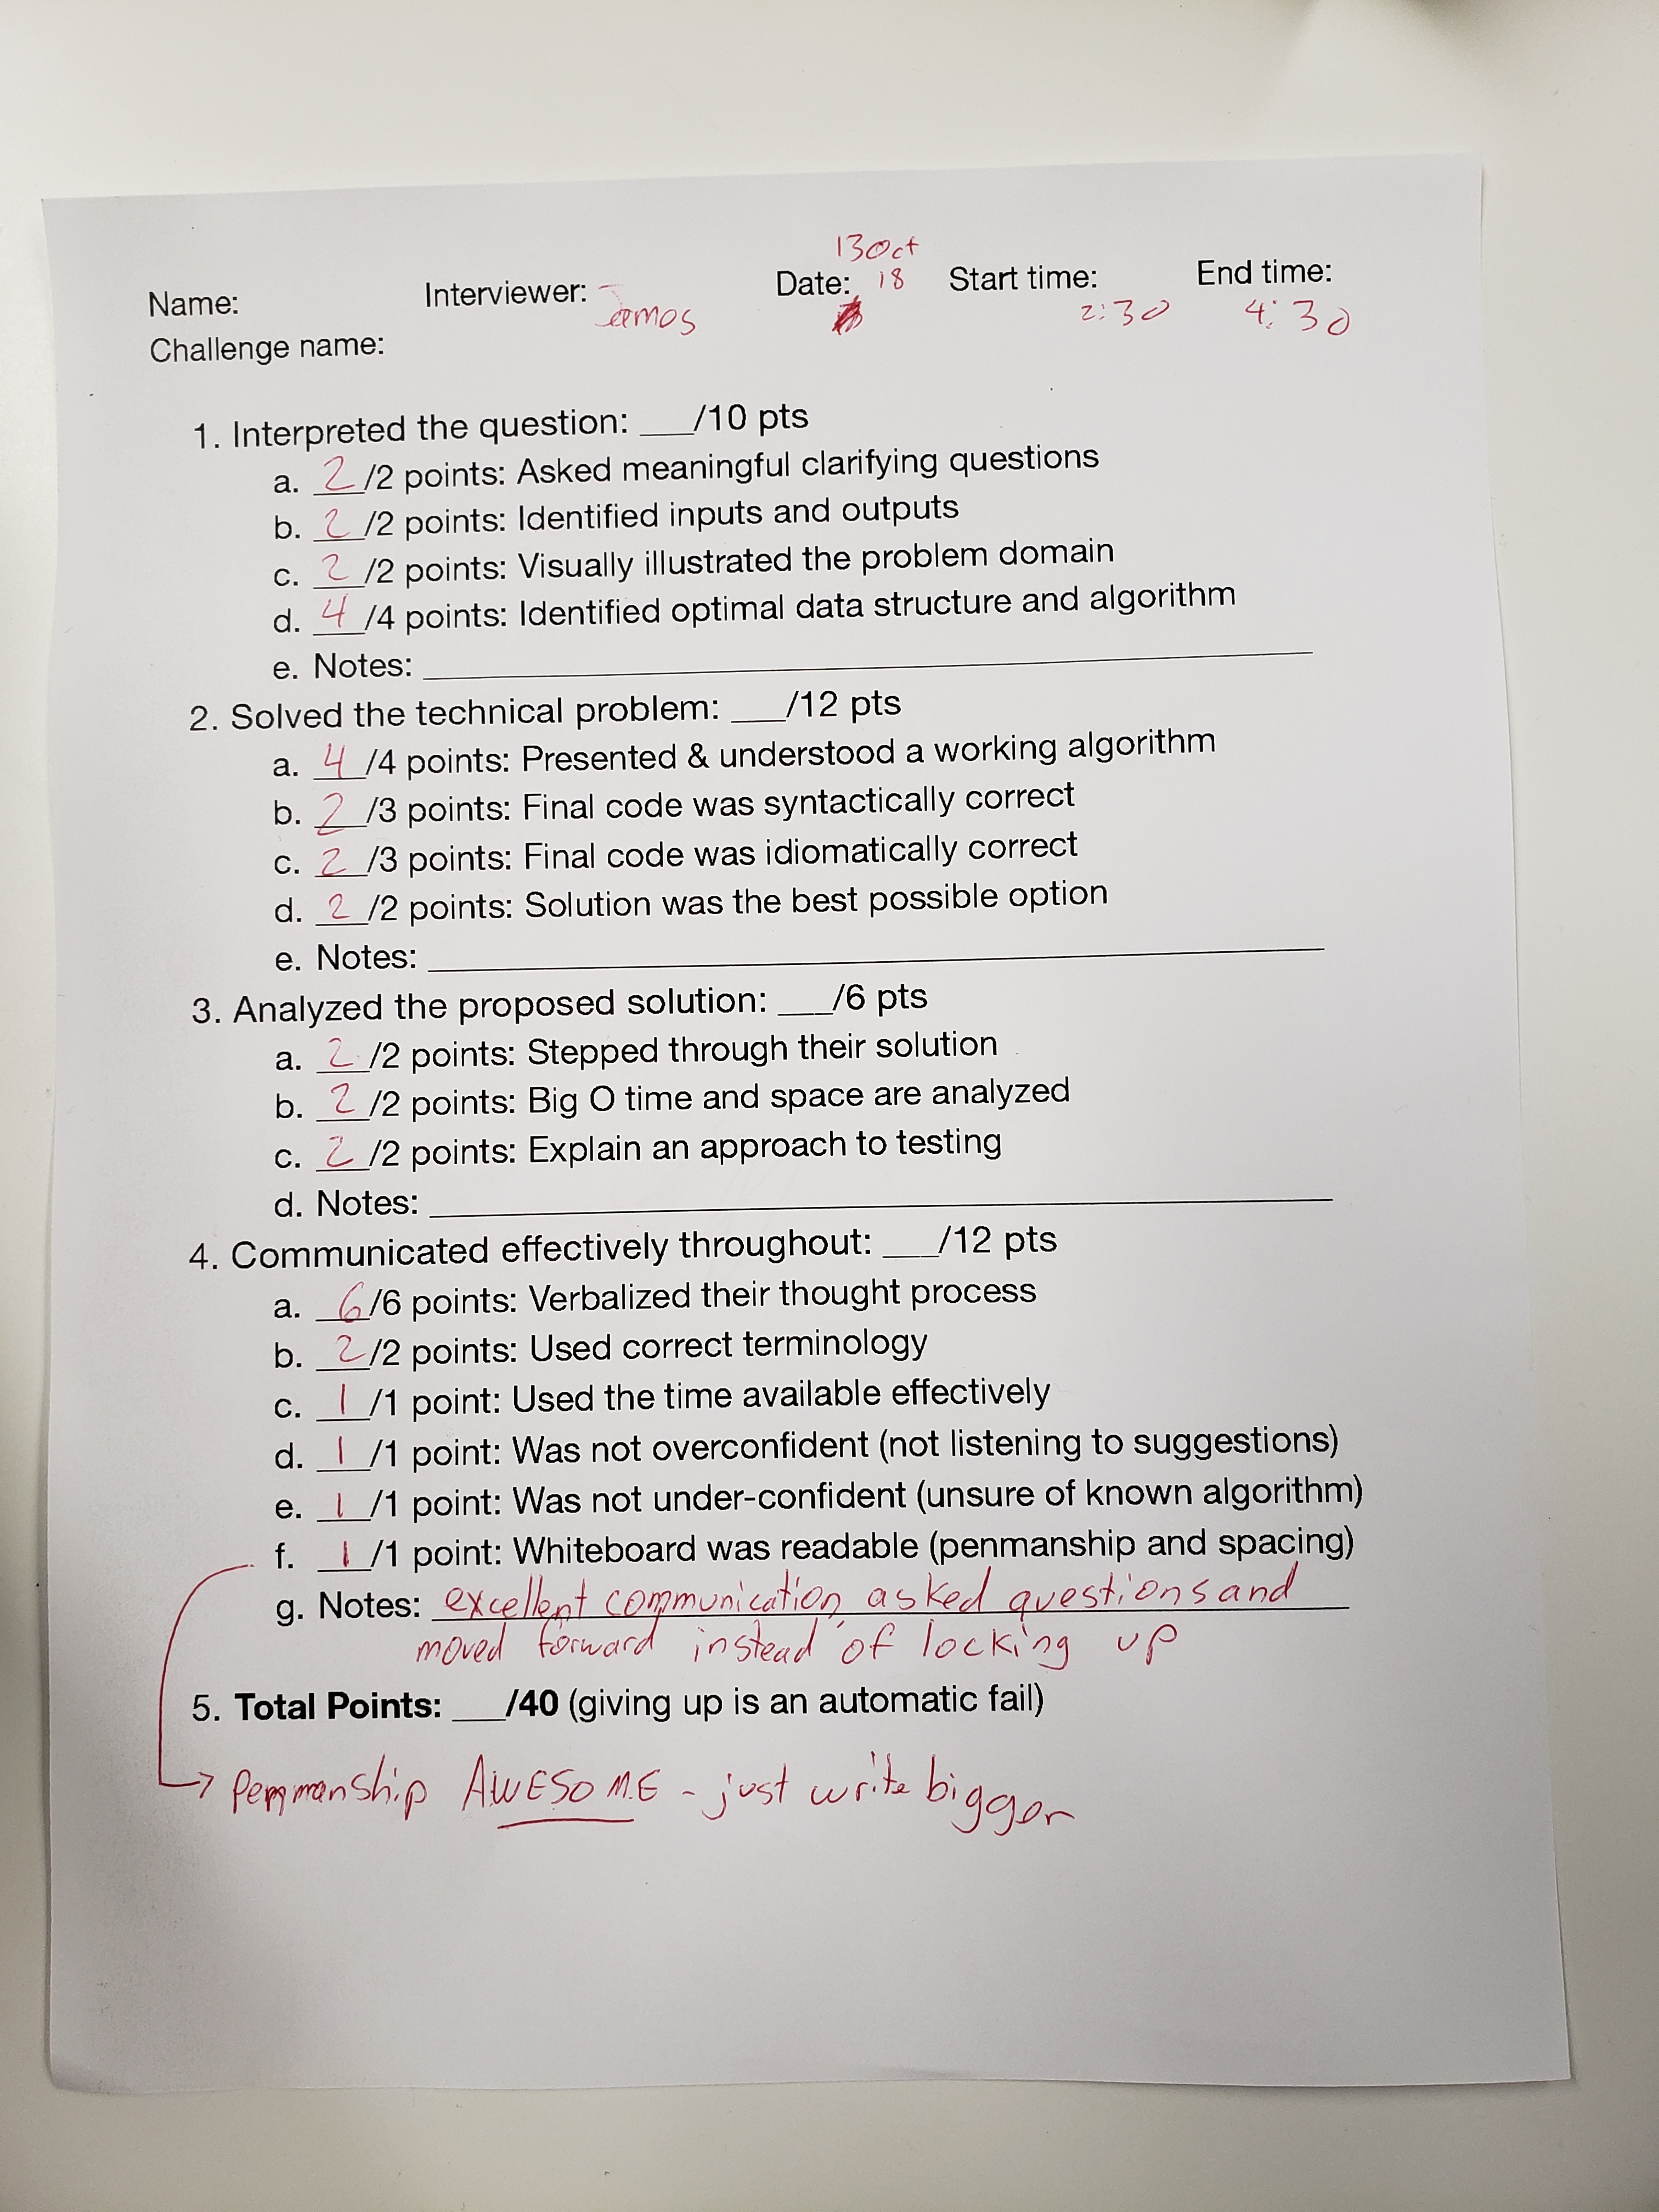 13 Oct
Name: Interviewer: James Date: 18 Start time: 2:30 End time: 4:30
Challenge name:
1. Interpreted the question: ___/10 pts
a. 2/2 points: Asked meaningful clarifying questions
b. 2/2 points: Identified inputs and outputs
c. 2/2 points: Visually illustrated the problem domain
d. 4/4 points: Identified optimal data structure and algorithm
e. Notes:
2. Solved the technical problem: ___/12 pts
a. 4/4 points: Presented & understood a working algorithm
b. 2/3 points: Final code was syntactically correct
c. 2/3 points: Final code was idiomatically correct
d. 2/2 points: Solution was the best possible option
e. Notes:
3. Analyzed the proposed solution: ___/6 pts
a. 2/2 points: Stepped through their solution
b. 2/2 points: Big O time and space are analyzed
c. 2/2 points: Explain an approach to testing
d. Notes:
4. Communicated effectively throughout: ___/12 pts
a. 6/6 points: Verbalized their thought process
b. 2/2 points: Used correct terminology
c. 1/1 point: Used the time available effectively
d. 1/1 point: Was not overconfident (not listening to suggestions)
e. 1/1 point: Was not under-confident (unsure of known algorithm)
f. 1/1 point: Whiteboard was readable (penmanship and spacing)
g. Notes: excellent communication asked questions and
moved forward instead of locking up
5. Total Points: ___/40 (giving up is an automatic fail)
→ Penmanship AWESOME - just write bigger